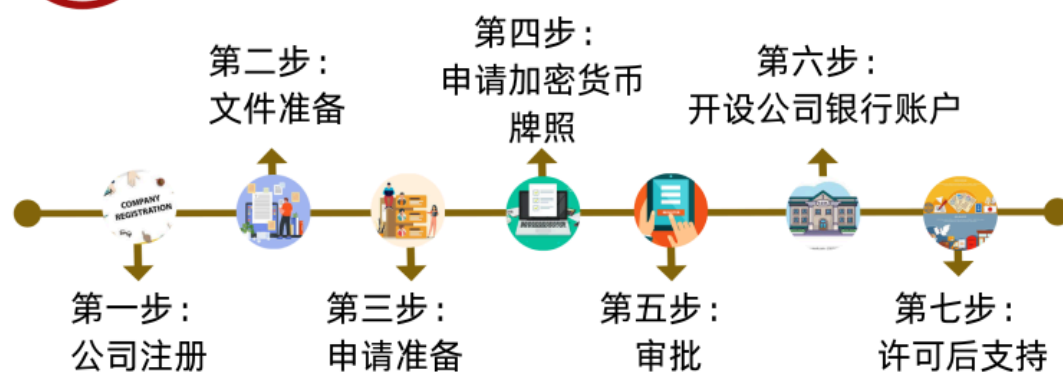 第一步：
公司注册
第二步：
文件准备
第三步：
申请准备
第四步：
申请加密货币
牌照
第五步：
审批
第六步：
开设公司银行账户
第七步：
许可后支持
COMPANY
REGISTRATION